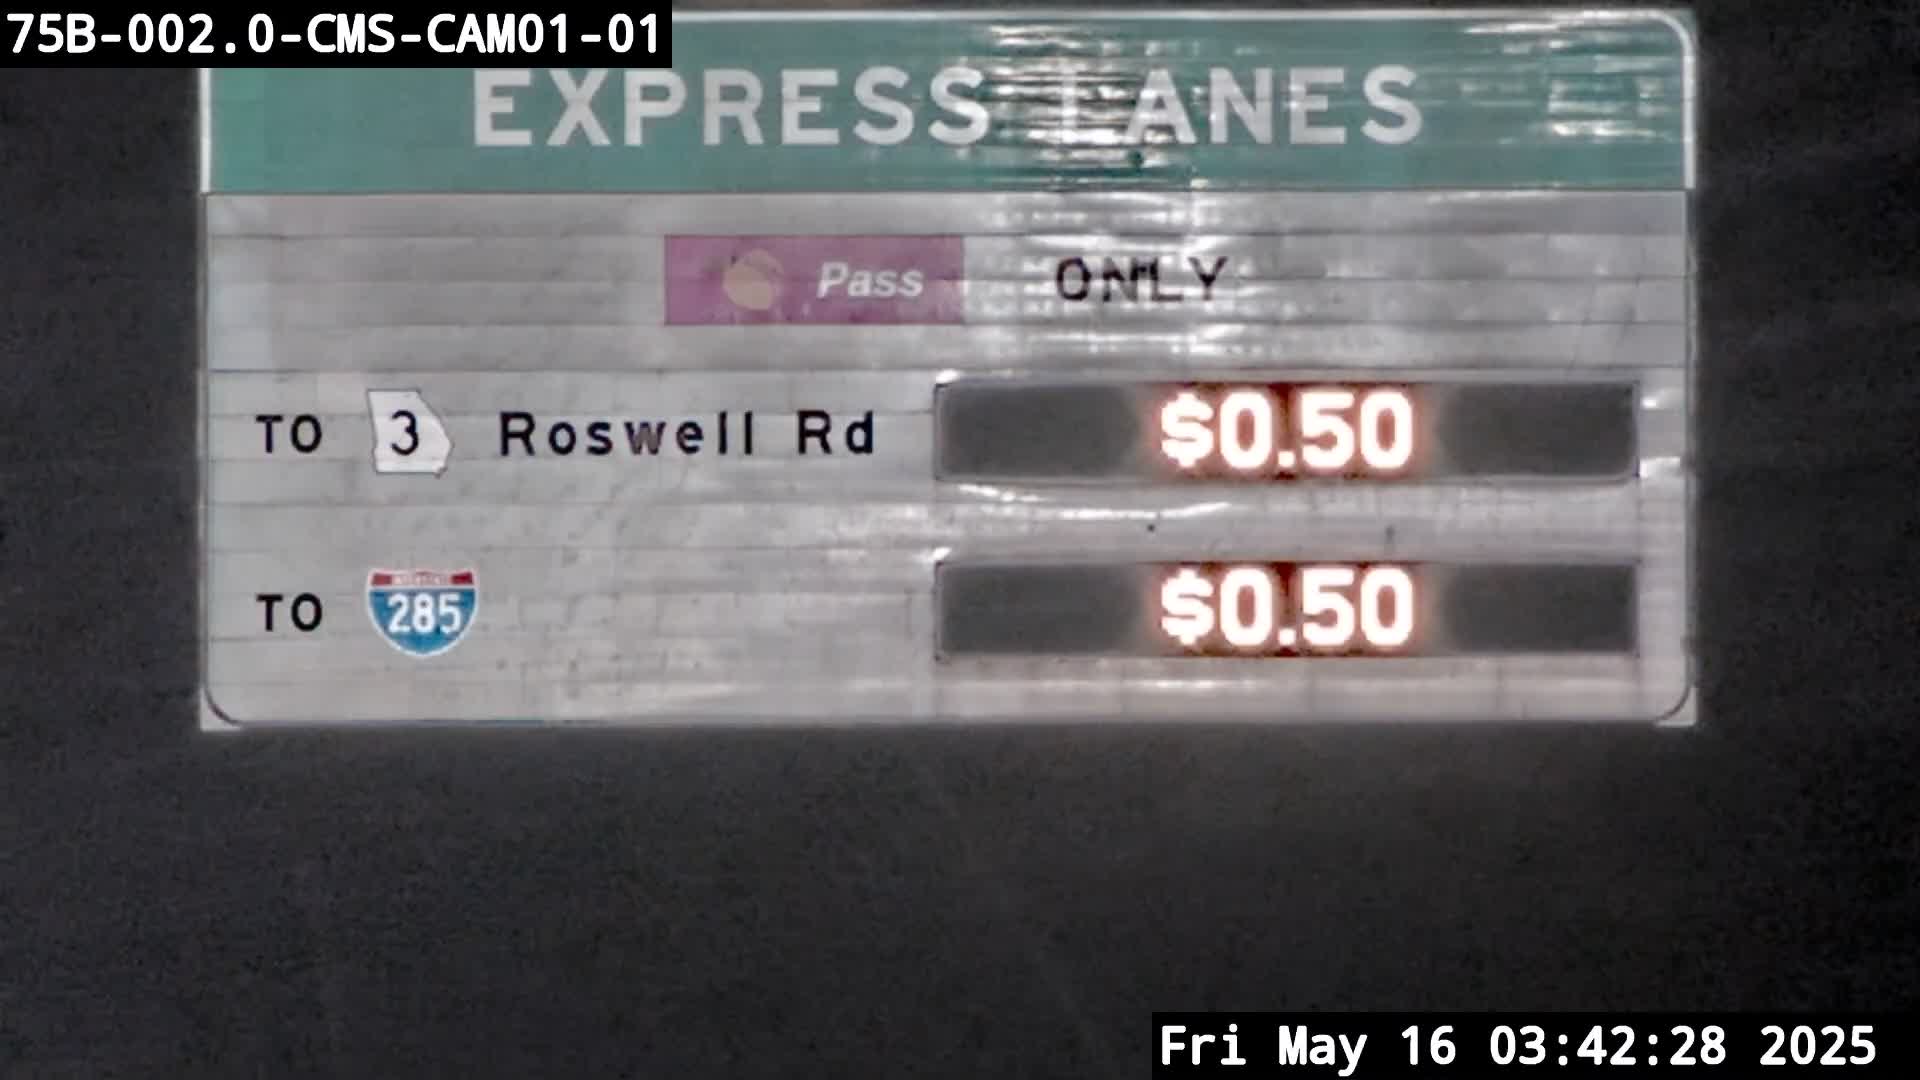 75B-002.0-CMS-CAM01-01
EXPRESS LANES
Pass ONLY
TO 3 Roswell Rd $0.50
TO 285 $0.50
Fri May 16 03:42:28 2025